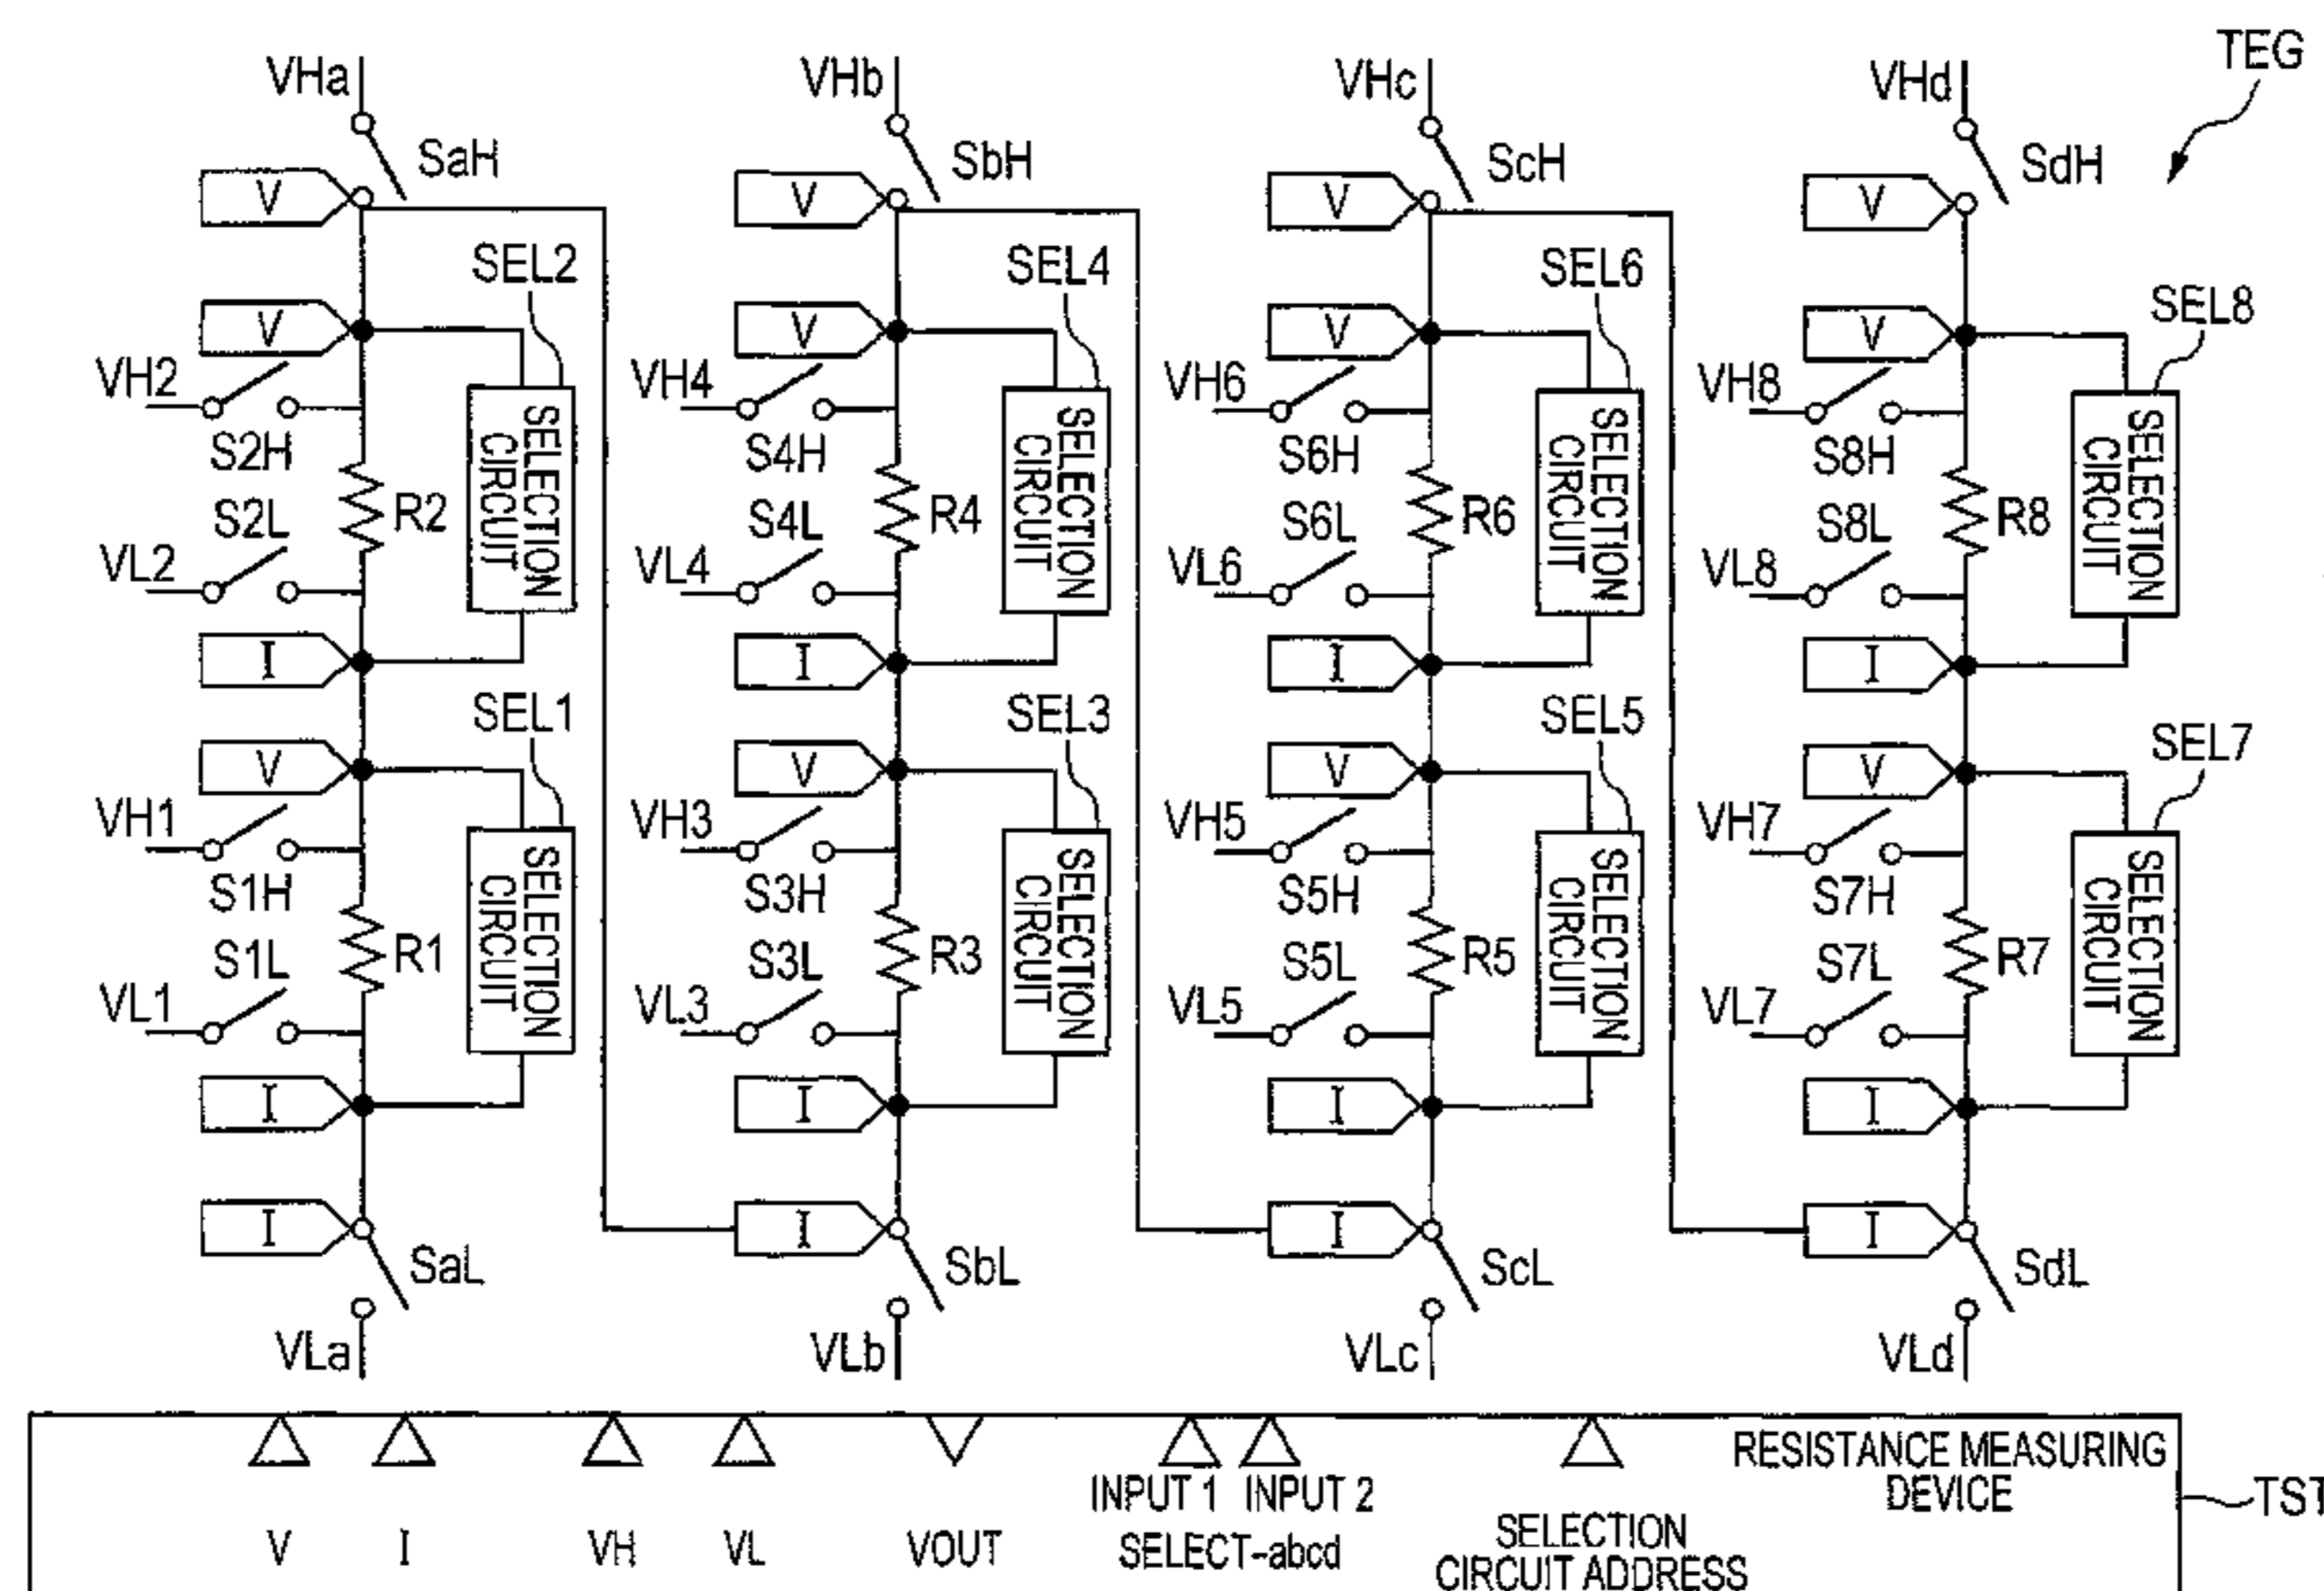 TEG
VHa VHb VHc VHd
SaH SbH ScH SdH
V V V V
SEL2 SEL4 SEL6 SEL8
V V V V
VH2 VH4 VH6 VH8
S2H S4H S6H S8H
SELECTION CIRCUIT SELECTION CIRCUIT SELECTION CIRCUIT SELECTION CIRCUIT
R2 R4 R6 R8
S2L S4L S6L S8L
VL2 VL4 VL6 VL8
I I I I
SEL1 SEL3 SEL5 SEL7
V V V V
VH1 VH3 VH5 VH7
S1H S3H S5H S7H
SELECTION CIRCUIT SELECTION CIRCUIT SELECTION CIRCUIT SELECTION CIRCUIT
R1 R3 R5 R7
S1L S3L S5L S7L
VL1 VL3 VL5 VL7
I I I I
I I I I
SaL SbL ScL SdL
VLa VLb VLc VLd
RESISTANCE MEASURING
DEVICE
TST
INPUT 1 INPUT 2
V I VH VL VOUT SELECT-abcd
SELECTION
CIRCUIT ADDRESS